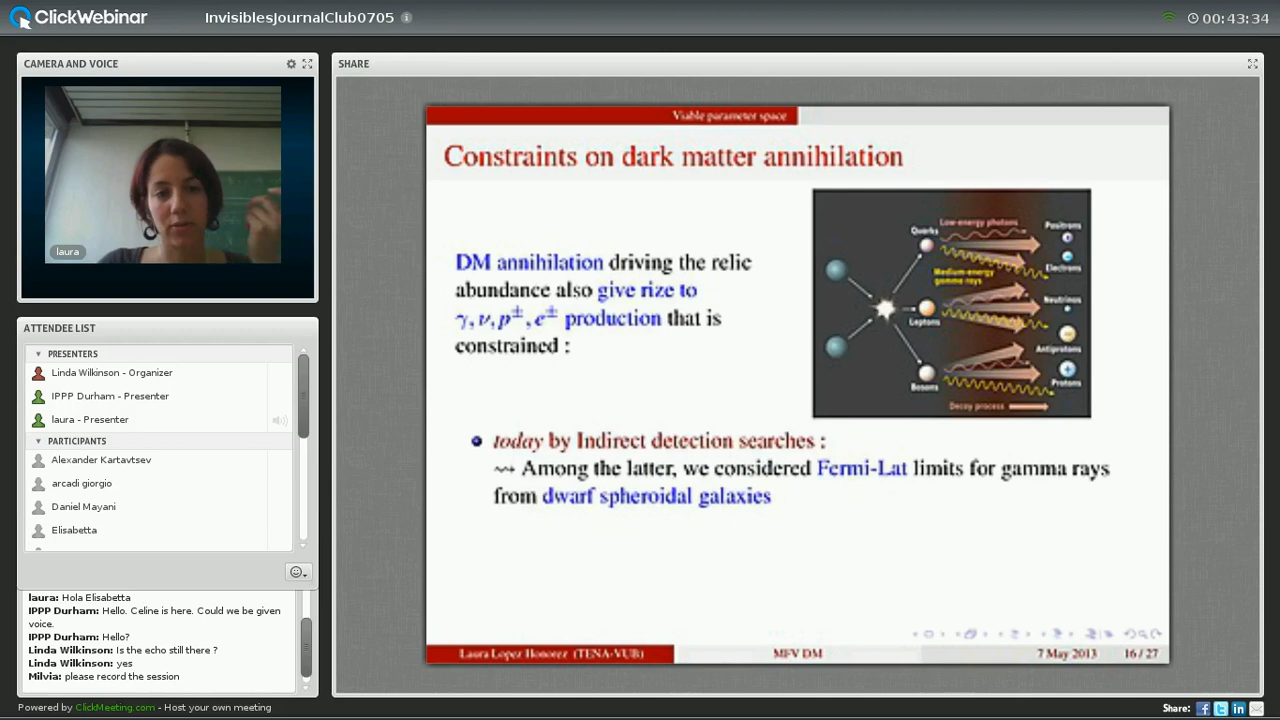 ClickWebinar
InvisiblesJournalClub0705
00:43:34
CAMERA AND VOICE
laura
ATTENDEE LIST
PRESENTERS
Linda Wilkinson - Organizer
IPPP Durham - Presenter
laura - Presenter
PARTICIPANTS
Alexander Kartavtsev
arcadi giorgio
Daniel Mayani
Elisabetta
laura: Hola Elisabetta
IPPP Durham: Hello. Celine is here. Could we be given
voice.
IPPP Durham: Hello?
Linda Wilkinson: Is the echo still there ?
Linda Wilkinson: yes
Milvia: please record the session
SHARE
Viable parameter space
Constraints on dark matter annihilation
DM annihilation driving the relic
abundance also give rize to
γ, ν, p±, e± production that is
constrained :
Low-energy photons
Positrons
Quarks
Electrons
Medium-energy
gamma rays
Neutrinos
Leptons
Antiprotons
Bosons
Protons
Decay process
today by Indirect detection searches :
⇝ Among the latter, we considered Fermi-Lat limits for gamma rays
from dwarf spheroidal galaxies
Laura Lopez Honorez (TENA-VUB)
MFV DM
7 May 2013
16 / 27
Powered by ClickMeeting.com - Host your own meeting
Share: